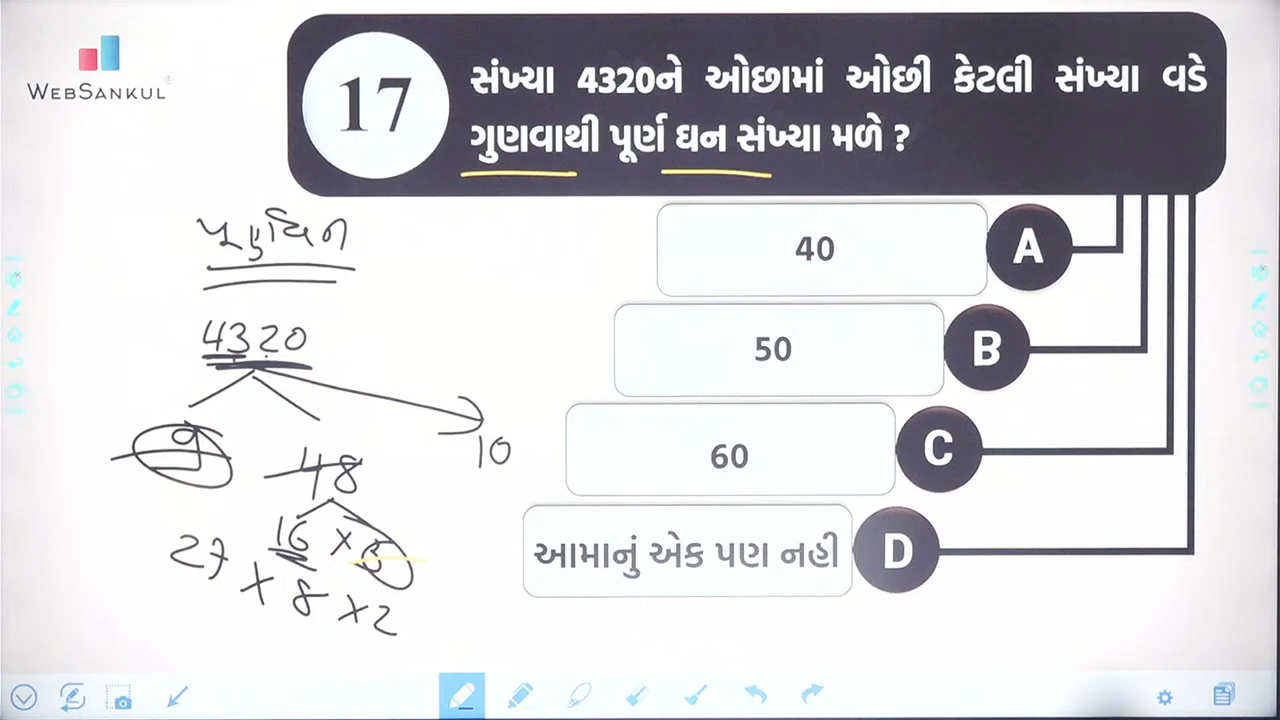 WEBSANKUL
17
સંખ્યા 4320ને ઓછામાં ઓછી કેટલી સંખ્યા વડે
ગુણવાથી પૂર્ણ ઘન સંખ્યા મળે ?
40 A
50 B
60 C
આમાનું એક પણ નહી D
4320
9 48 10
16 × 3
27 × 8 × 2